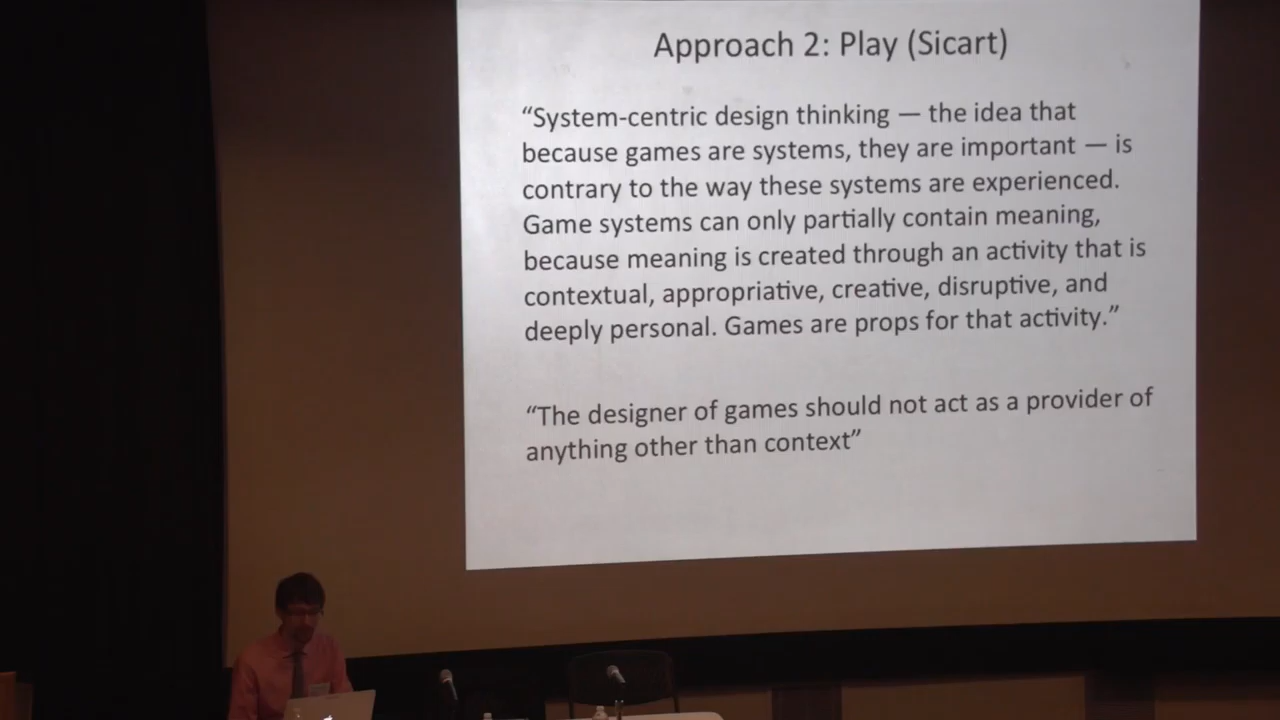 Approach 2: Play (Sicart)
“System-centric design thinking — the idea that
because games are systems, they are important — is
contrary to the way these systems are experienced.
Game systems can only partially contain meaning,
because meaning is created through an activity that is
contextual, appropriative, creative, disruptive, and
deeply personal. Games are props for that activity.”
“The designer of games should not act as a provider of
anything other than context”